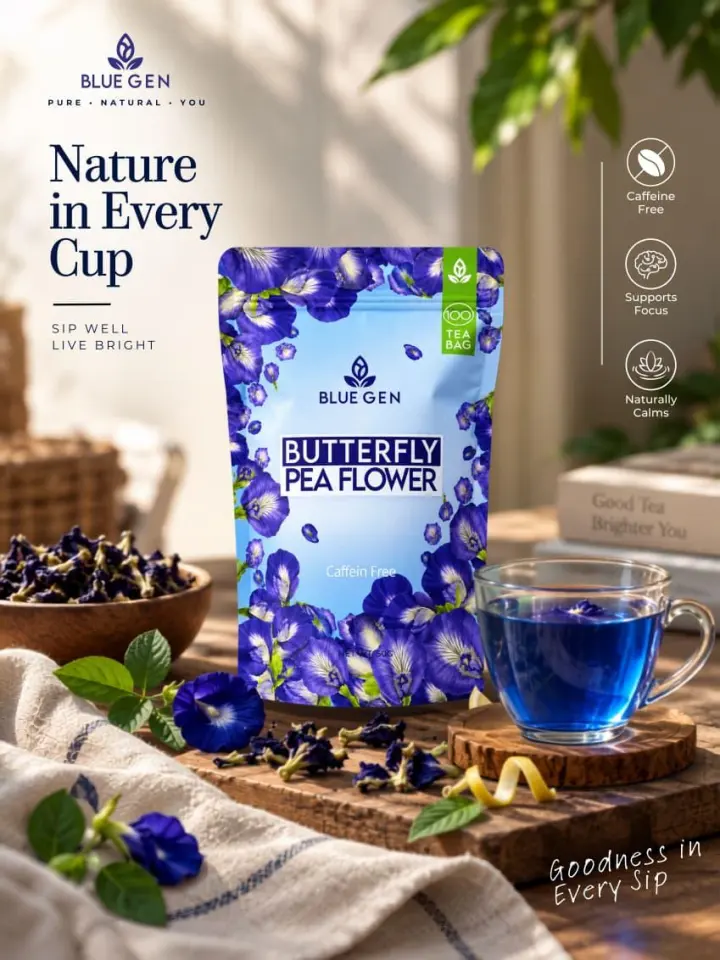 BLUE GEN
PURE • NATURAL • YOU
Nature
in Every
Cup
SIP WELL
LIVE BRIGHT
Caffeine
Free
Supports
Focus
Naturally
Calms
100
TEA
BAG
BLUE GEN
BUTTERFLY
PEA FLOWER
Caffein Free
Good Tea
Brighter You
Goodness in
Every Sip